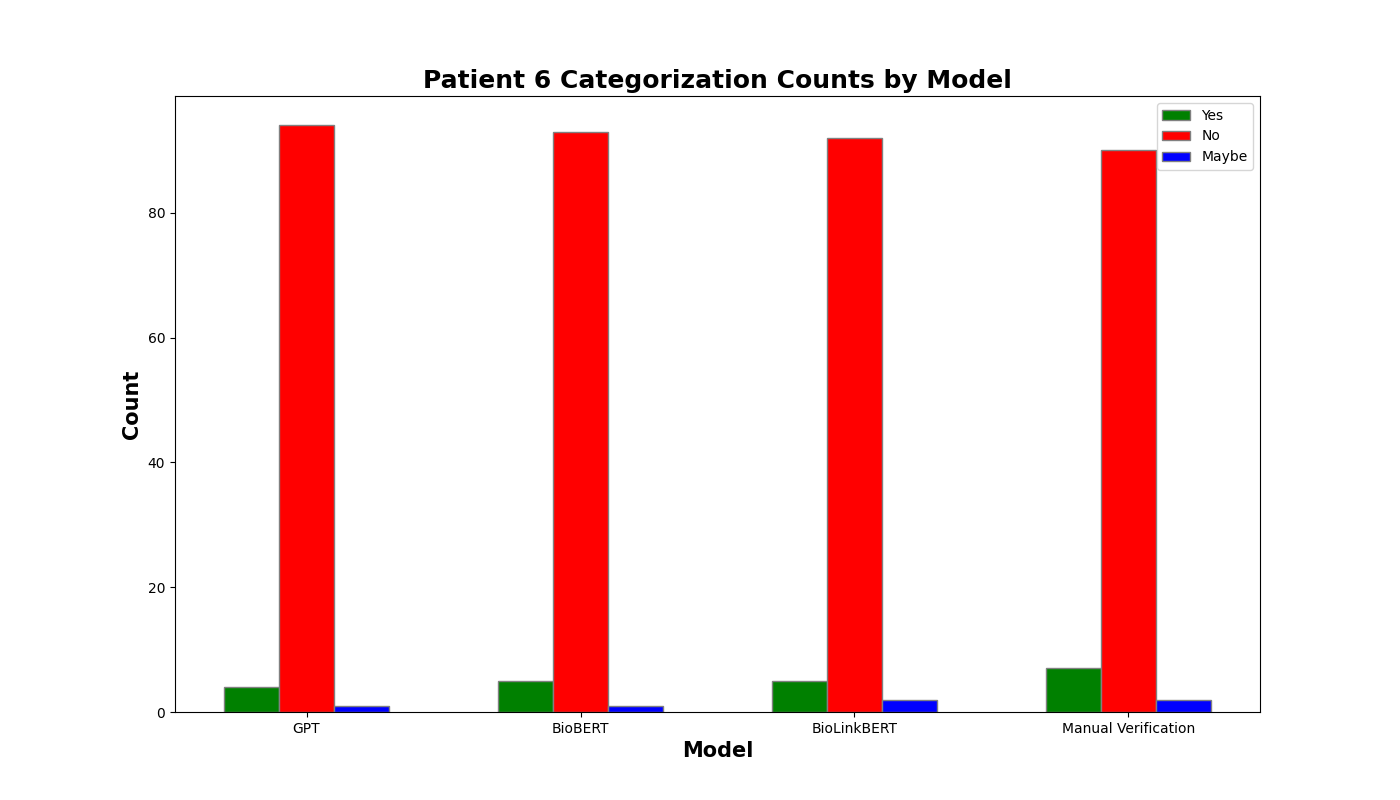 Patient 6 Categorization Counts by Model
Yes
No
Maybe
80
60
40
20
0
Count
GPT
BioBERT
BioLinkBERT
Manual Verification
Model